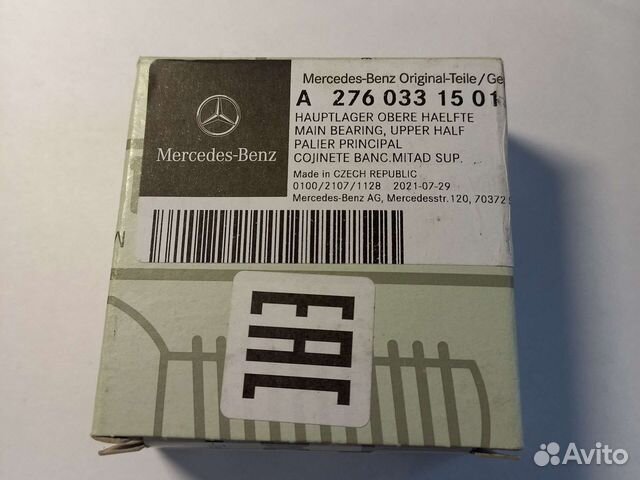 Mercedes-Benz Original-Teile/Ge
A 276 033 15 01
HAUPTLAGER OBERE HAELFTE
MAIN BEARING, UPPER HALF
PALIER PRINCIPAL
COJINETE BANC.MITAD SUP.
Made in CZECH REPUBLIC
0100/2107/1128 2021-07-29
Mercedes-Benz AG, Mercedesstr.120, 70372
Mercedes-Benz
EAC
Avito